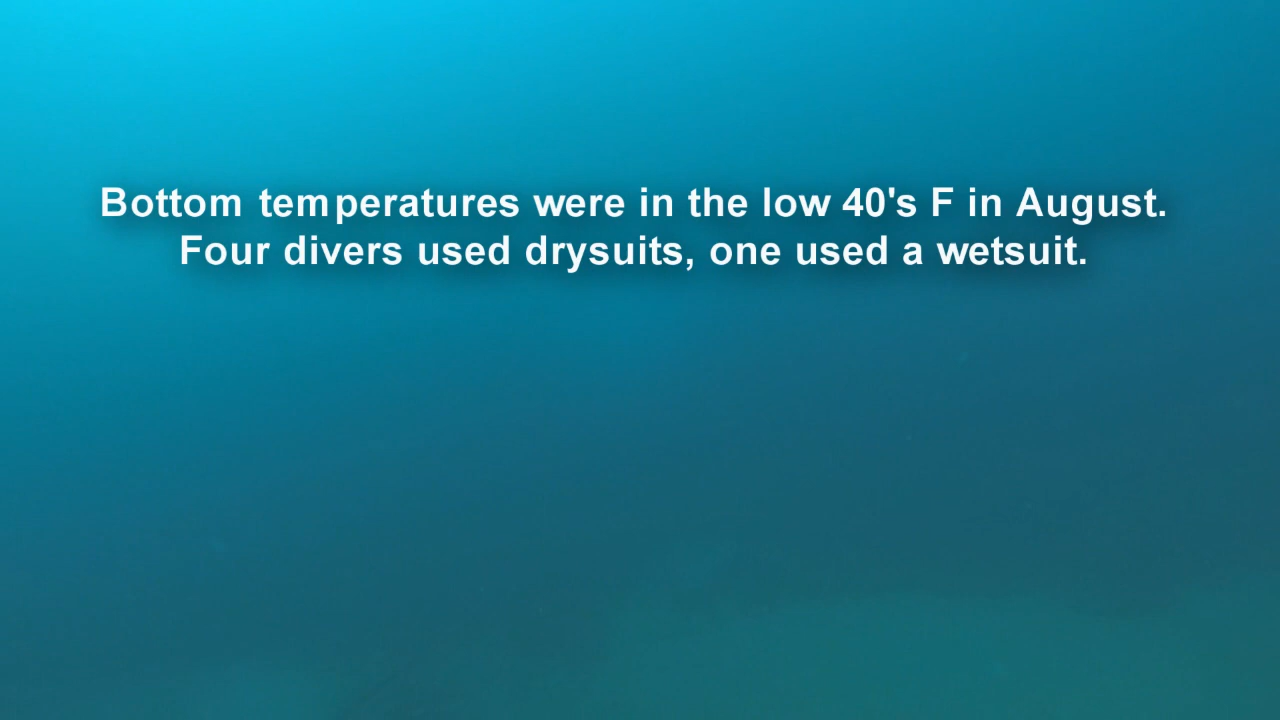 Bottom temperatures were in the low 40's F in August.
Four divers used drysuits, one used a wetsuit.